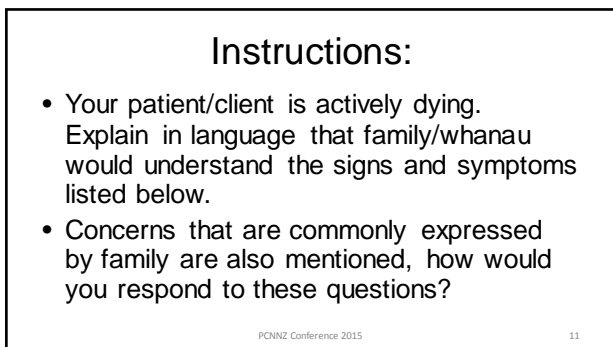 Instructions:
• Your patient/client is actively dying.
Explain in language that family/whanau
would understand the signs and symptoms
listed below.
• Concerns that are commonly expressed
by family are also mentioned, how would
you respond to these questions?
PCNNZ Conference 2015
11